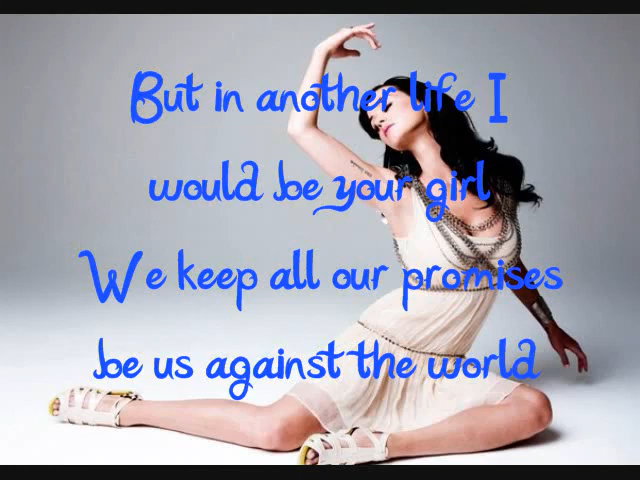 But in another life I
would be your girl
We keep all our promises
be us against the world